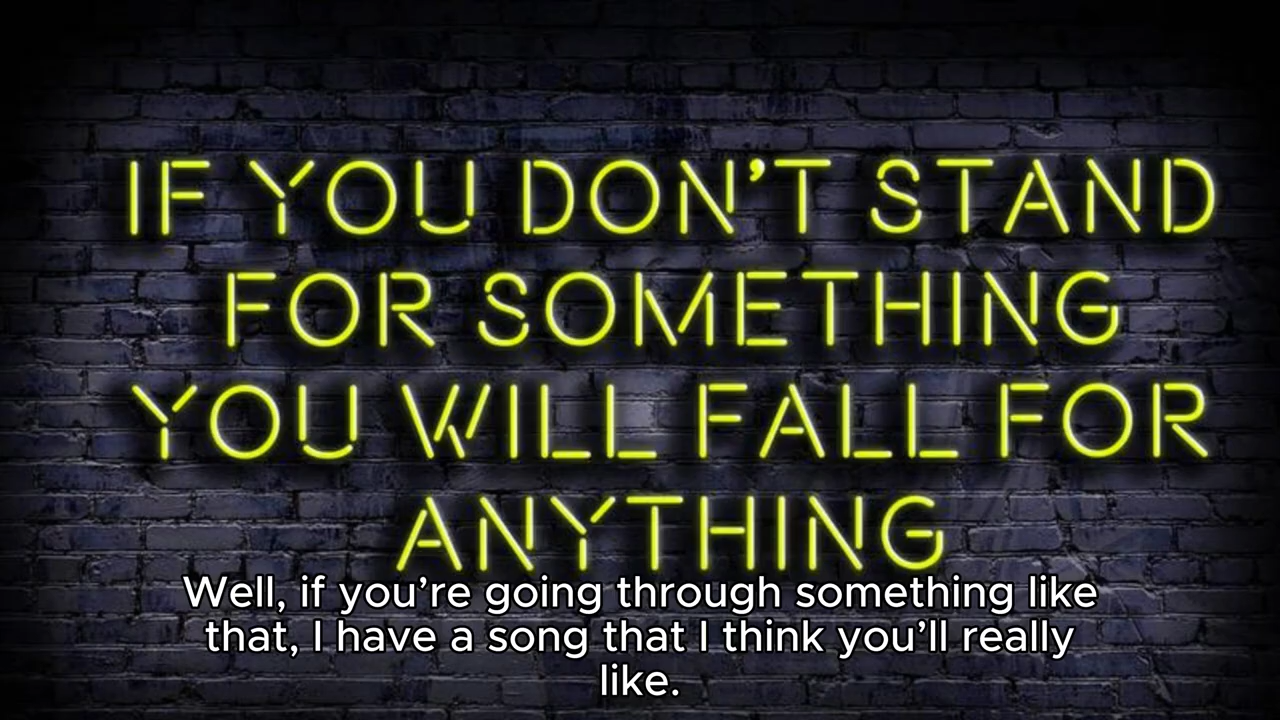 IF YOU DON’T STAND
FOR SOMETHING
YOU WILL FALL FOR
ANYTHING
Well, if you’re going through something like
that, I have a song that I think you’ll really
like.